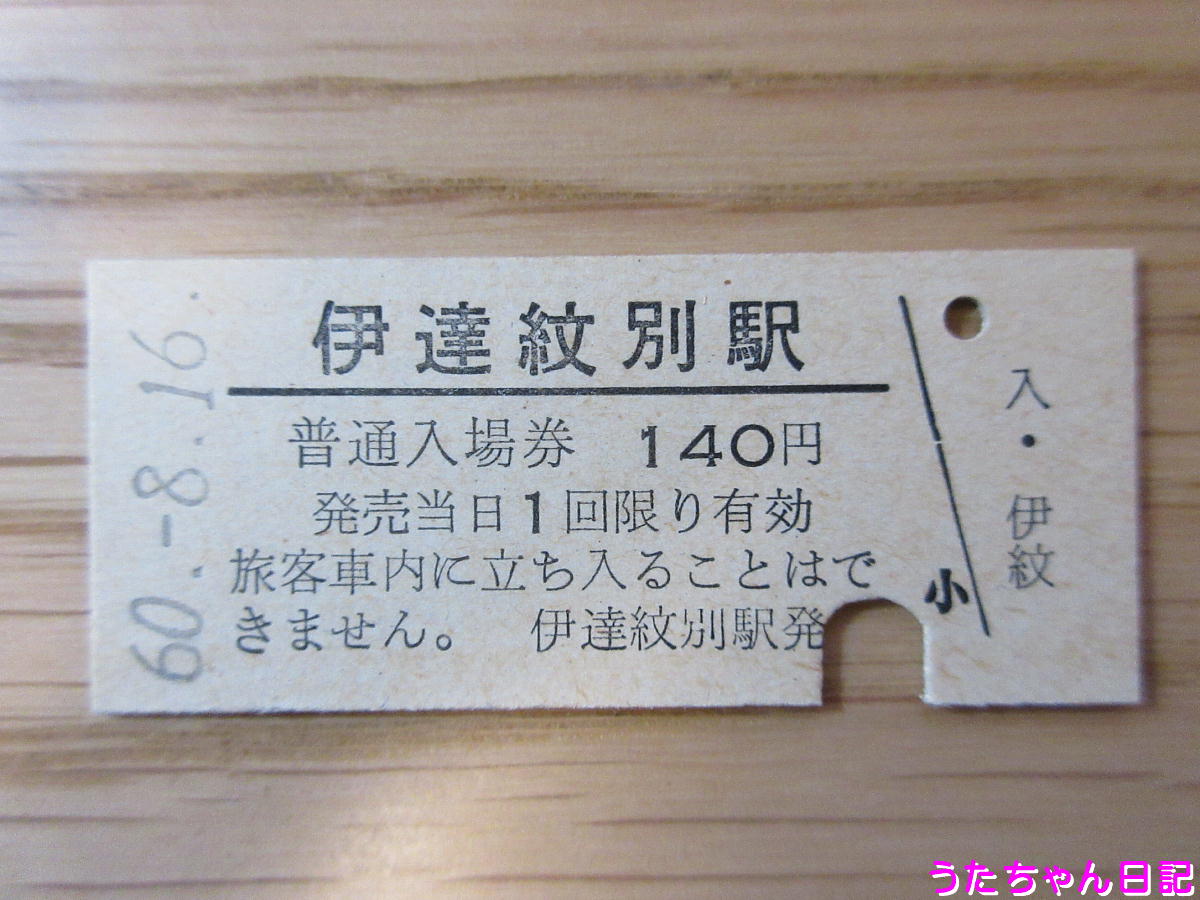 伊達紋別駅
普通入場券 140円
発売当日1回限り有効
旅客車内に立ち入ることはで
きません。 伊達紋別駅発
小
入・伊紋
60.-8.16.
うたちゃん日記